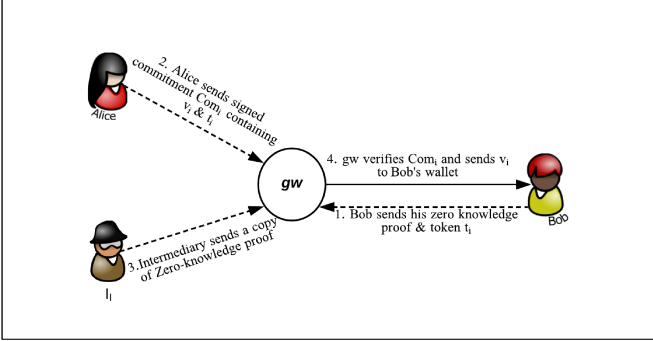 2. Alice sends signed
commitment Comᵢ containing
vᵢ & tᵢ
Alice
gw
4. gw verifies Comᵢ and sends vᵢ
to Bob's wallet
1. Bob sends his zero knowledge
proof & token tᵢ
Bob
3.Intermediary sends a copy
of Zero-knowledge proof
Iᵢ